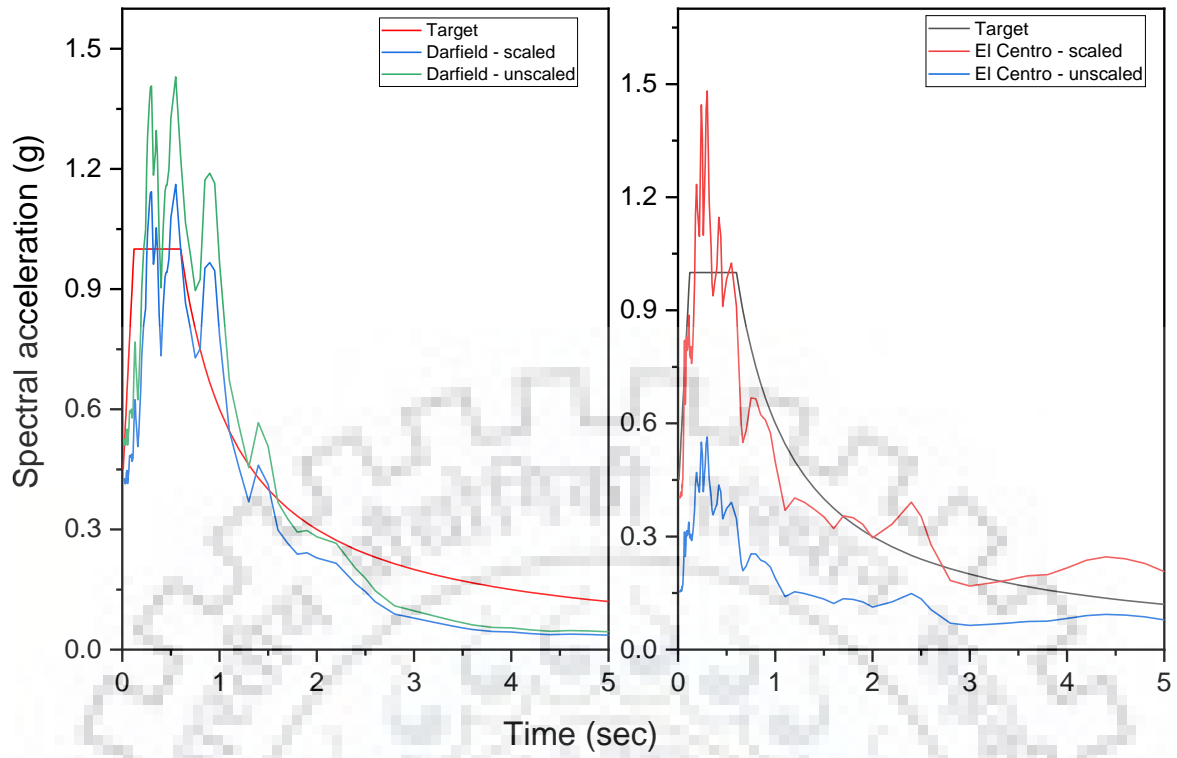 Target
Darfield - scaled
Darfield - unscaled
Target
El Centro - scaled
El Centro - unscaled
Spectral acceleration (g)
1.5
1.2
0.9
0.6
0.3
0.0
0 1 2 3 4 5
1.5
1.2
0.9
0.6
0.3
0.0
0 1 2 3 4 5
Time (sec)